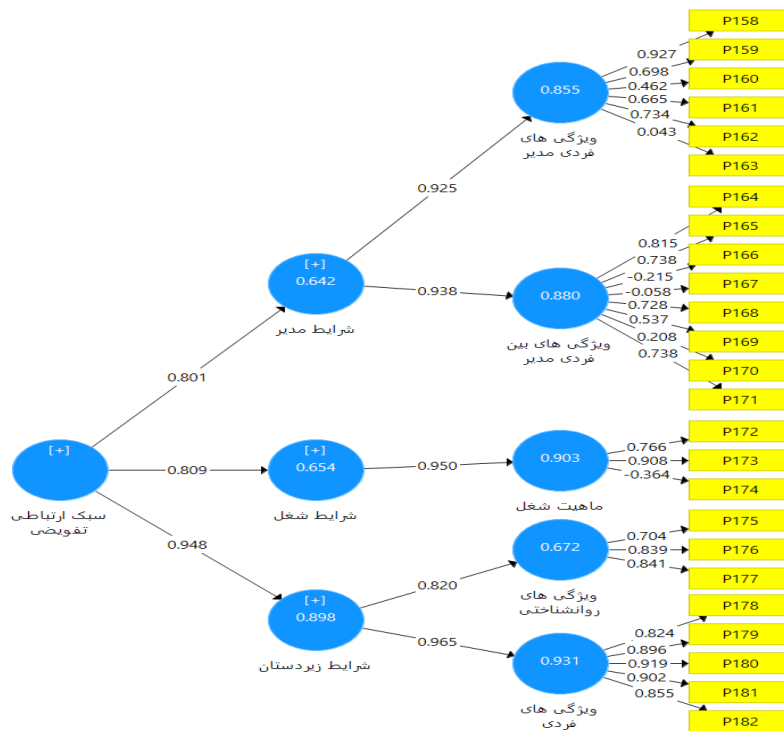 P158
0.927
P159
0.698
P160
0.462
0.855
0.665
P161
0.734
P162
0.043
P163
ویژگی های
فردی مدیر
0.925
P164
0.815
P165
0.738
P166
-0.215
[+]
0.642
0.938
-0.058
P167
0.880
0.728
P168
0.537
P169
شرایط مدیر
ویژگی های بین
فردی مدیر
0.208
P170
0.738
P171
0.801
P172
0.766
[+]
[+]
0.654
0.809
0.950
0.903
0.908
P173
-0.364
P174
سبک ارتباطی
تفویضی
شرایط شغل
ماهیت شغل
P175
0.704
0.948
0.672
0.839
P176
0.841
P177
0.820
ویژگی های
روانشناختی
[+]
0.898
P178
0.824
P179
0.896
0.965
0.931
0.919
P180
شرایط زیردستان
0.902
P181
0.855
P182
ویژگی های
فردی